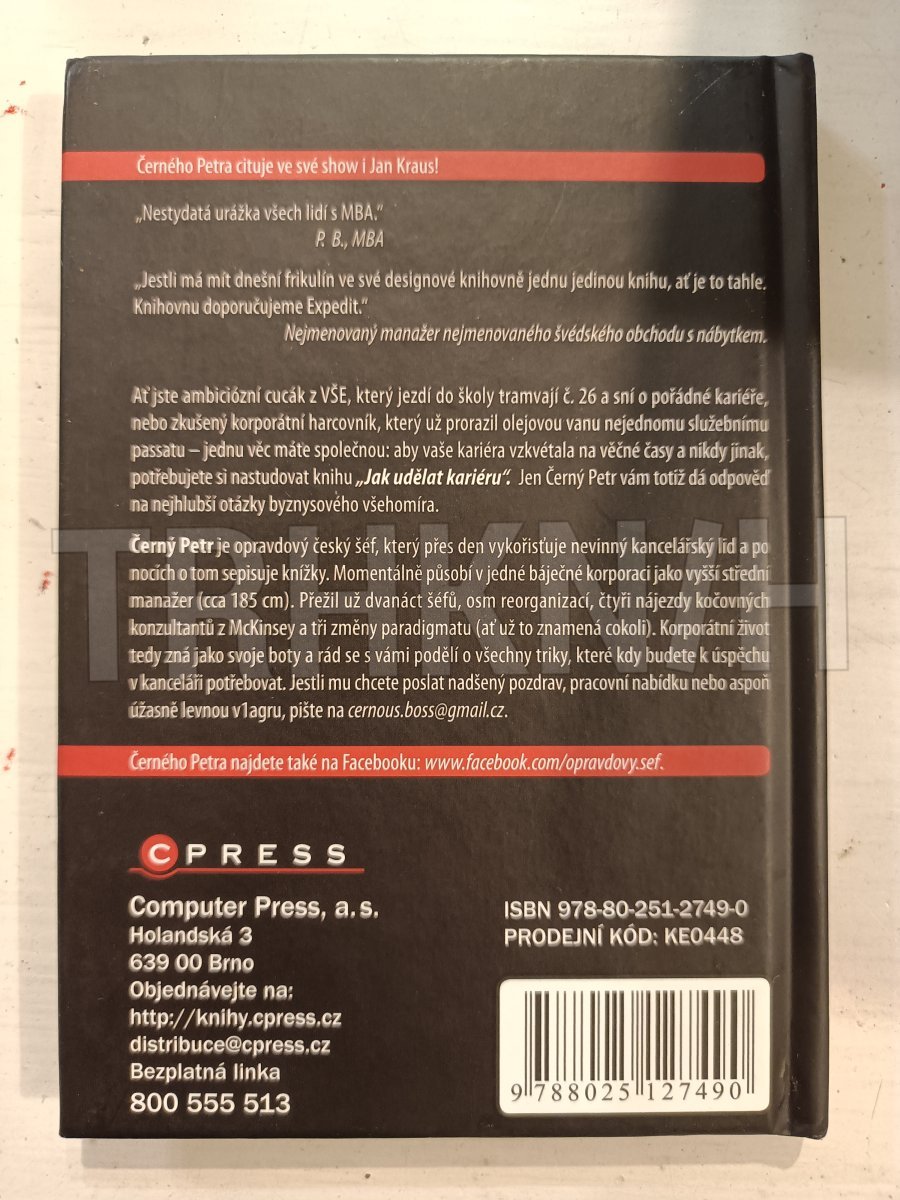 Černého Petra cituje ve své show i Jan Kraus!
„Nestydatá urážka všech lidí s MBA.“
P. B., MBA
„Jestli má mít dnešní frikulín ve své designové knihovně jednu jedinou knihu, ať je to tahle.
Knihovnu doporučujeme Expedit.“
Nejmenovaný manažer nejmenovaného švédského obchodu s nábytkem.
Ať jste ambiciózní cucák z VŠE, který jezdí do školy tramvají č. 26 a sní o pořádné kariéře,
nebo zkušený korporátní harcovník, který už prorazil olejovou vanu nejednomu služebnímu
passatu – jednu věc máte společnou: aby vaše kariéra vzkvétala na věčné časy a nikdy jinak,
potřebujete si nastudovat knihu „Jak udělat kariéru“. Jen Černý Petr vám totiž dá odpověď
na nejhlubší otázky byznysového všehomíra.
Černý Petr je opravdový český šéf, který přes den vykořisťuje nevinný kancelářský lid a po
nocích o tom sepisuje knížky. Momentálně působí v jedné báječné korporaci jako vyšší střední
manažer (cca 185 cm). Přežil už dvanáct šéfů, osm reorganizací, čtyři nájezdy kočovných
konzultantů z McKinsey a tři změny paradigmatu (ať už to znamená cokoli). Korporátní život
tedy zná jako svoje boty a rád se s vámi podělí o všechny triky, které kdy budete k úspěchu
v kanceláři potřebovat. Jestli mu chcete poslat nadšený pozdrav, pracovní nabídku nebo aspoň
úžasně levnou v1agru, pište na cernous.boss@gmail.cz.
Černého Petra najdete také na Facebooku: www.facebook.com/opravdovy.sef.
CPRESS
Computer Press, a. s.
Holandská 3
639 00 Brno
Objednávejte na:
http://knihy.cpress.cz
distribuce@cpress.cz
Bezplatná linka
800 555 513
ISBN 978-80-251-2749-0
PRODEJNÍ KÓD: KE0448
9 788025 127490
TRHKNIH